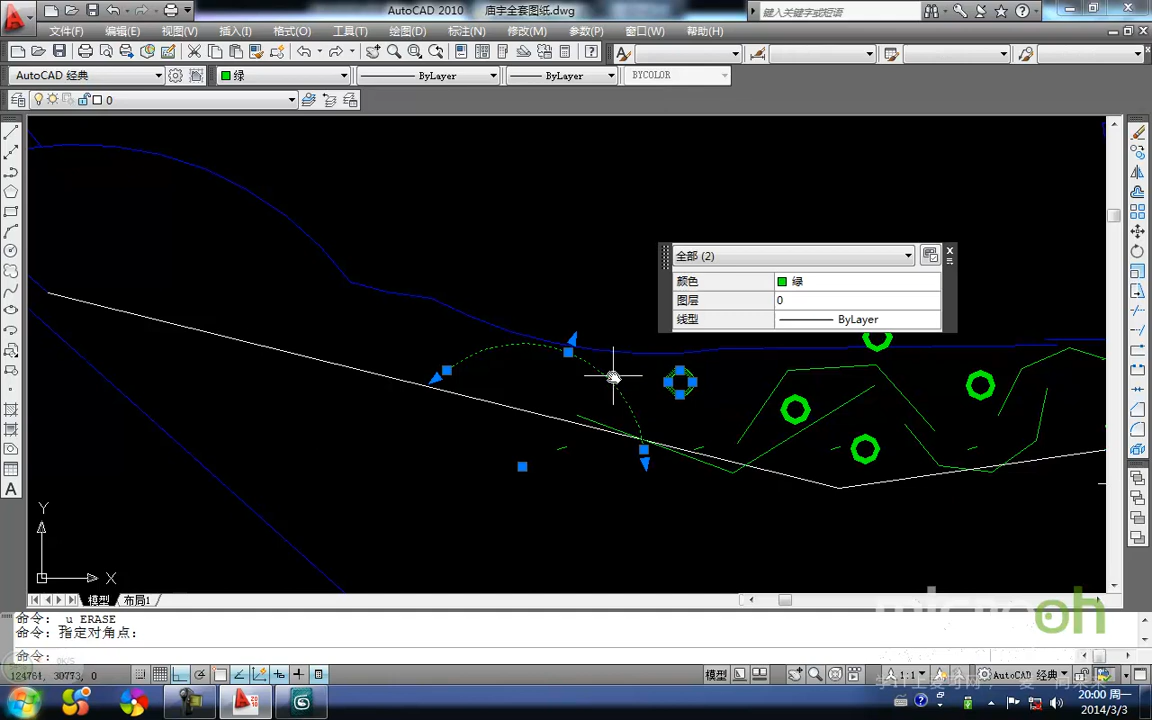 AutoCAD 2010 庙宇全套图纸.dwg
键入关键字或短语
文件(F) 编辑(E) 视图(V) 插入(I) 格式(O) 工具(T) 绘图(D) 标注(N) 修改(M) 参数(P) 窗口(W) 帮助(H)
AutoCAD 经典
绿
ByLayer
ByLayer
BYCOLOR
0
全部 (2)
颜色 绿
图层 0
线型 ByLayer
Y
X
A
模型 布局1
命令: u ERASE
命令: 指定对角点:
命令:
oh
124761, 30773, 0
模型
1:1
AutoCAD 经典
20:00 周一
2014/3/3